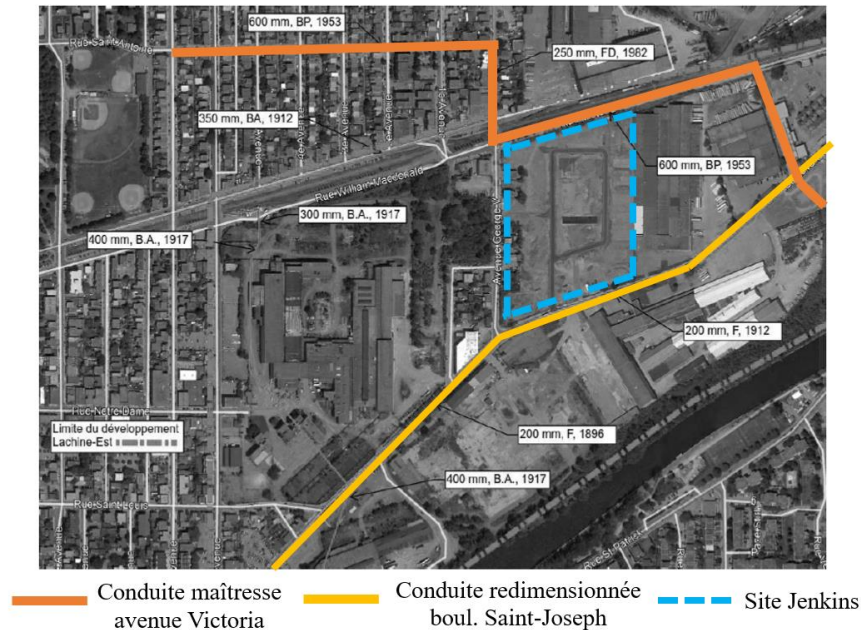 600 mm, BP, 1953
Rue Saint-Antoine
250 mm, FD, 1982
350 mm, BA, 1912
Rue William-Macdonald
600 mm, BP, 1953
300 mm, B.A., 1917
400 mm, B.A., 1917
200 mm, F, 1912
Rue Notre-Dame
Limite du développement
Lachine-Est
200 mm, F, 1896
400 mm, B.A., 1917
Rue Saint-Louis
Conduite maîtresse
avenue Victoria
Conduite redimensionnée
boul. Saint-Joseph
Site Jenkins